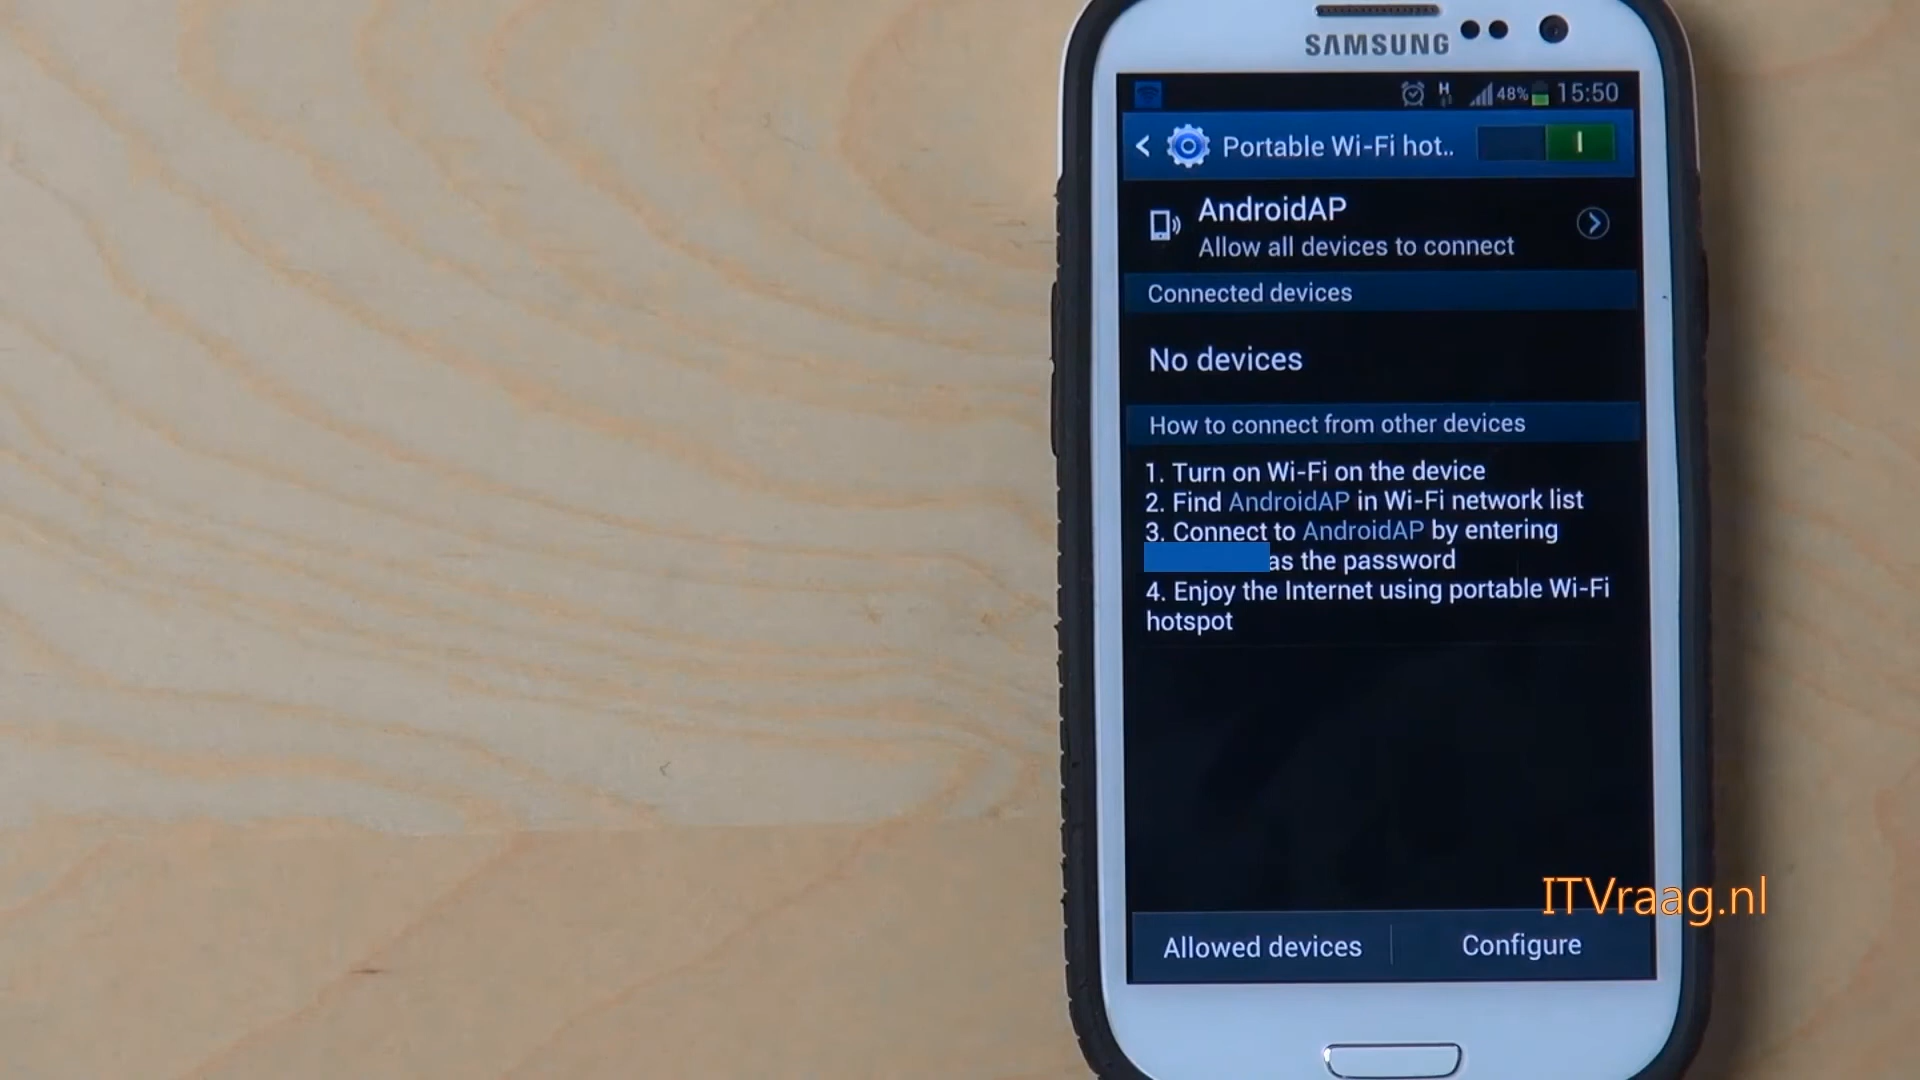 SAMSUNG
H 48% 15:50
< Portable Wi-Fi hot..
AndroidAP
Allow all devices to connect
Connected devices
No devices
How to connect from other devices
1. Turn on Wi-Fi on the device
2. Find AndroidAP in Wi-Fi network list
3. Connect to AndroidAP by entering
as the password
4. Enjoy the Internet using portable Wi-Fi
hotspot
ITVraag.nl
Allowed devices Configure